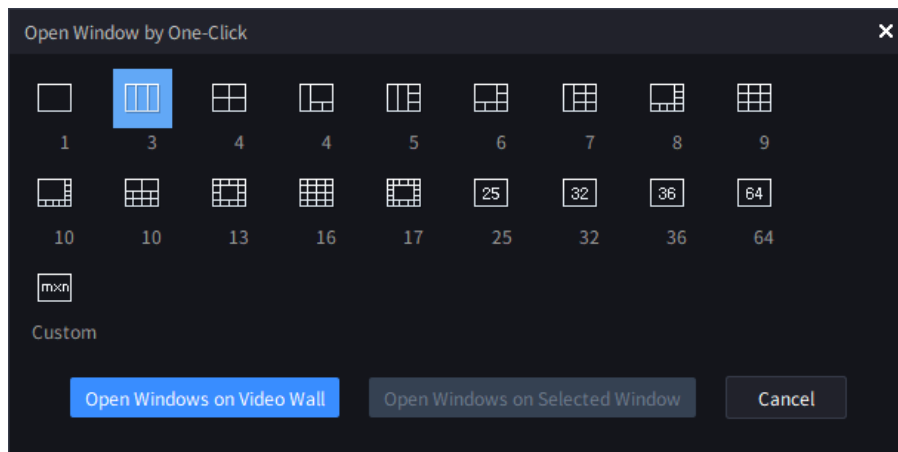 Open Window by One-Click
1 3 4 4 5 6 7 8 9
25 32 36 64
10 10 13 16 17 25 32 36 64
m×n
Custom
Open Windows on Video Wall Open Windows on Selected Window Cancel